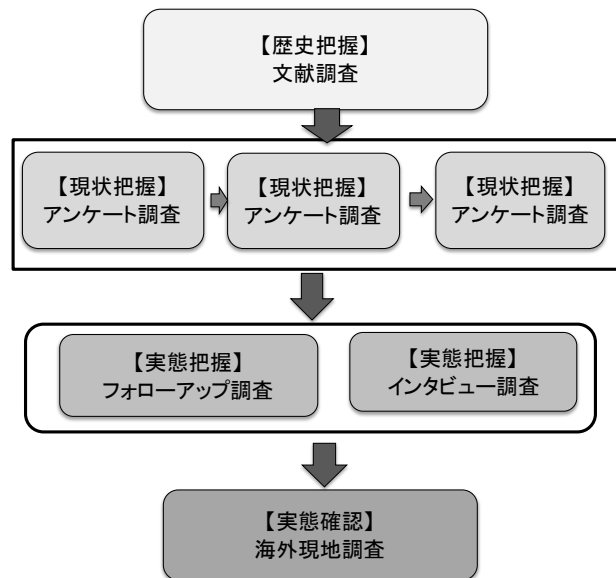 【歴史把握】
文献調査
【現状把握】
アンケート調査
【現状把握】
アンケート調査
【現状把握】
アンケート調査
【実態把握】
フォローアップ調査
【実態把握】
インタビュー調査
【実態確認】
海外現地調査